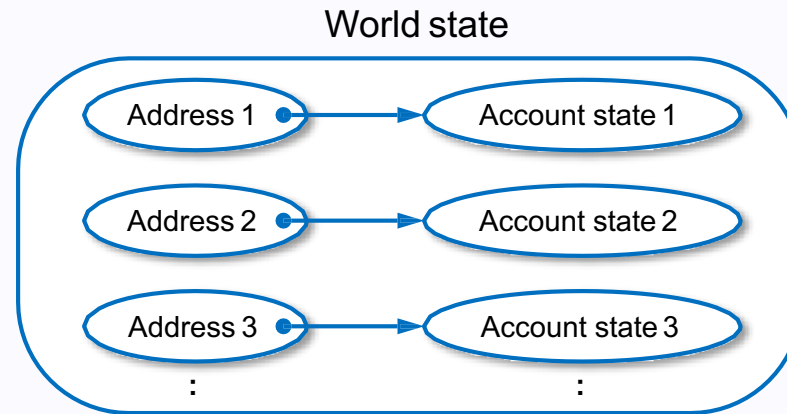 World state
Address 1 Account state 1
Address 2 Account state 2
Address 3 Account state 3
: :